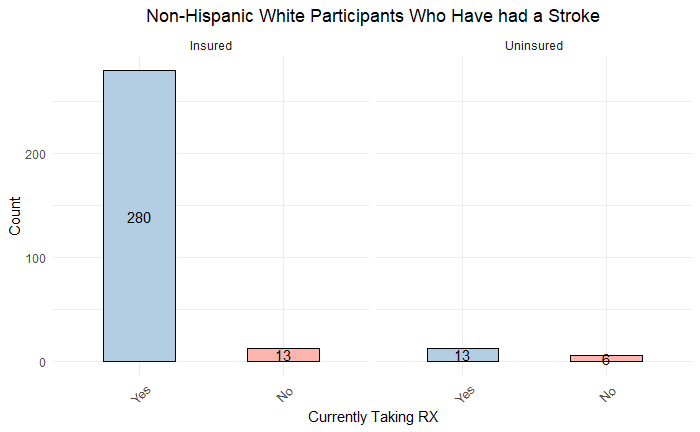 Non-Hispanic White Participants Who Have had a Stroke
Insured
Uninsured
Count
200
100
0
280
13
13
6
Yes
No
Yes
No
Currently Taking RX